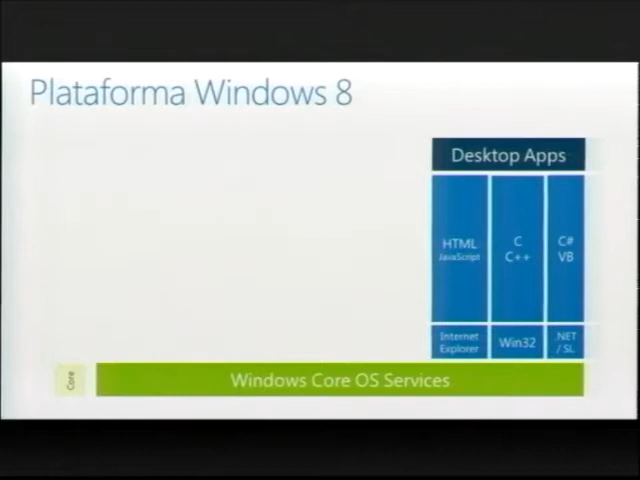 Plataforma Windows 8
Desktop Apps
HTML
JavaScript
C
C++
C#
VB
Internet
Explorer
Win32
.NET
/ SL
Core
Windows Core OS Services